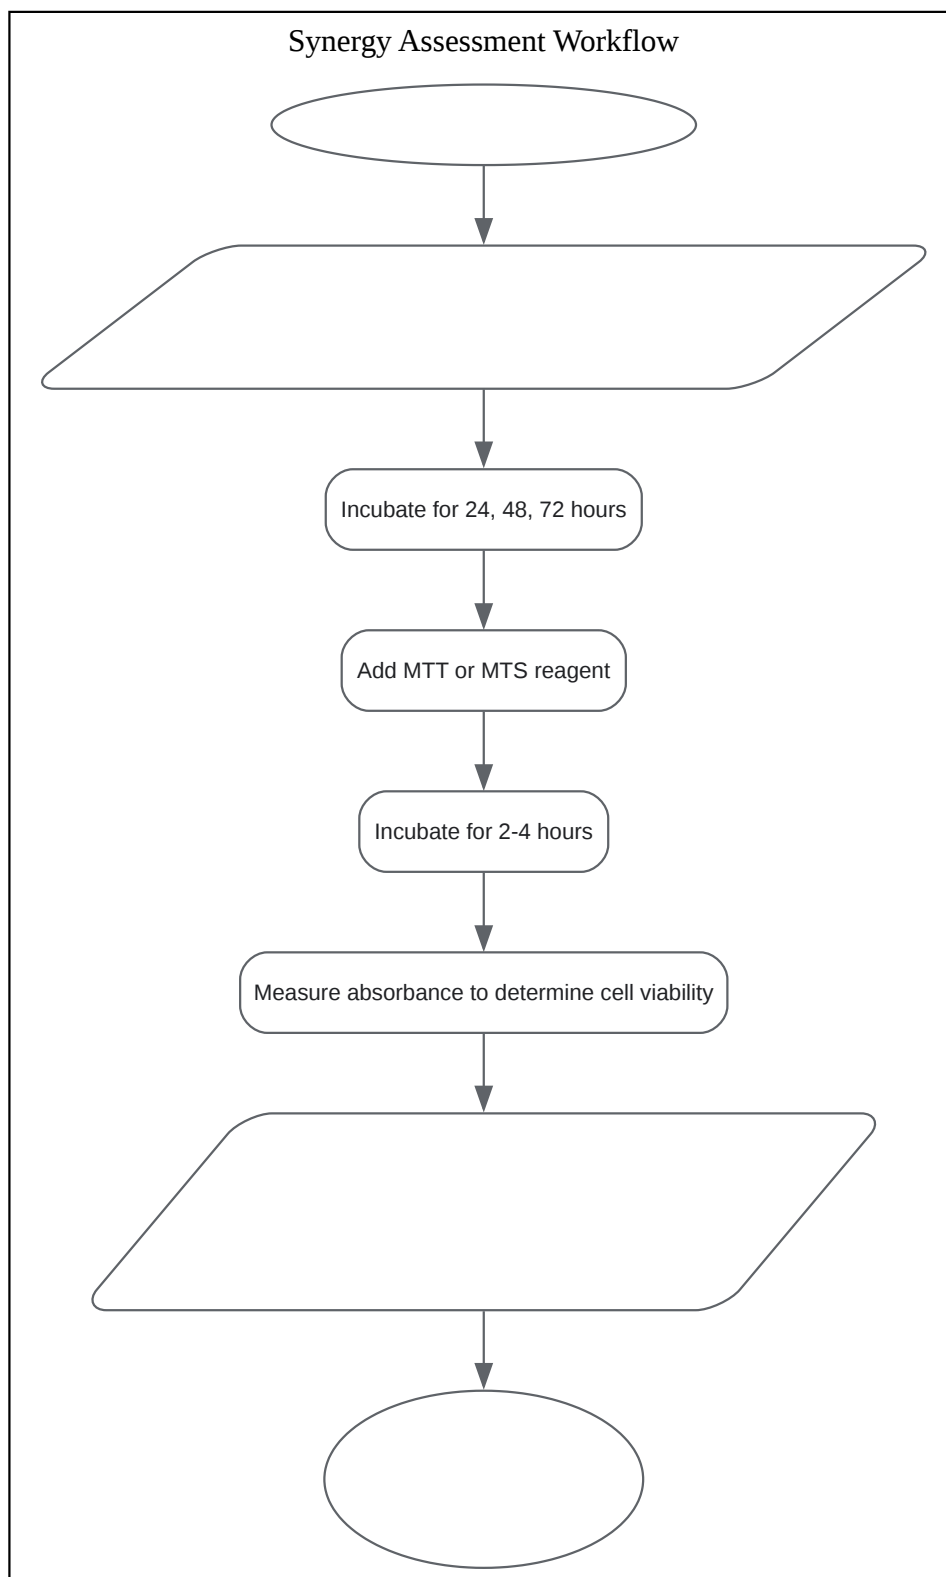 Synergy Assessment Workflow
Incubate for 24, 48, 72 hours
Add MTT or MTS reagent
Incubate for 2-4 hours
Measure absorbance to determine cell viability